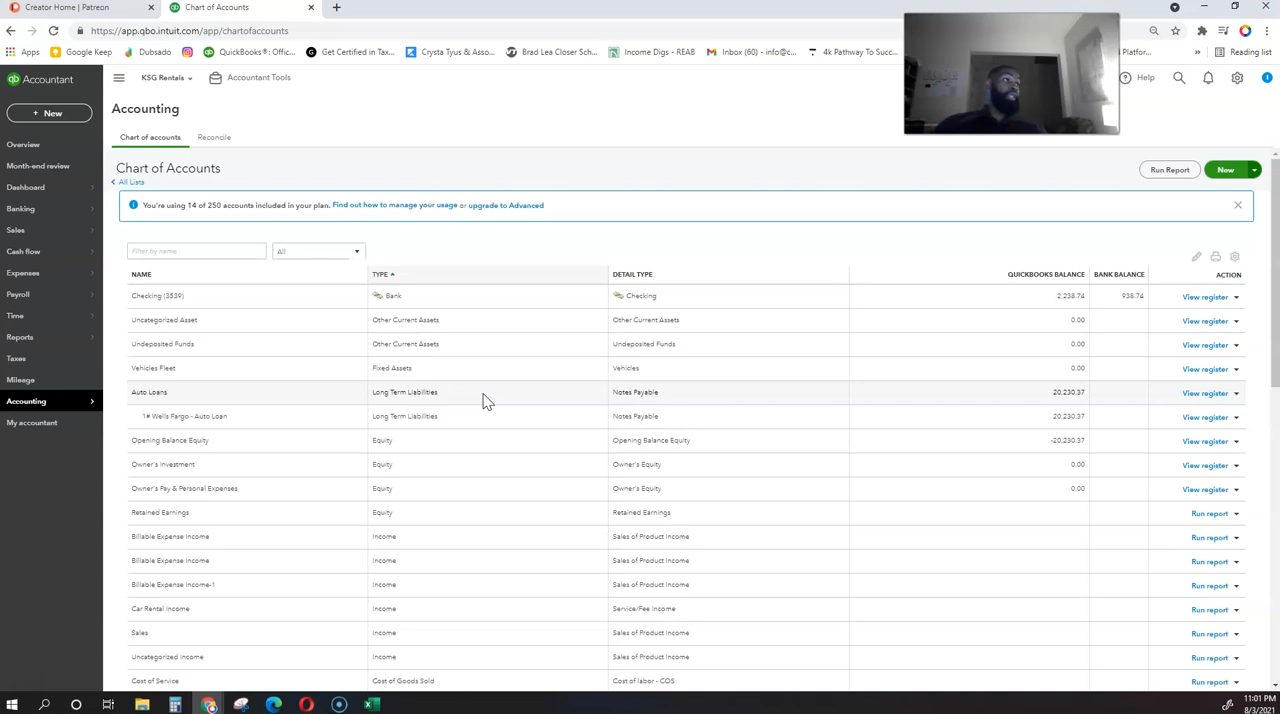 Creator Home | Patreon
Chart of Accounts
https://app.qbo.intuit.com/app/chartofaccounts
Apps Google Keep Dubsado QuickBooks®: Offic... Get Certified in Tax... Crysta Tyus & Asso... Brad Lea Closer Sch... Income Digs - REAB Inbox (60) - info@c... 4k Pathway To Succ... Platform... Reading list
qb Accountant KSG Rentals Accountant Tools Help
+ New
Accounting
Chart of accounts Reconcile
Overview
Month-end review
Dashboard
Banking
Sales
Cash flow
Expenses
Payroll
Time
Reports
Taxes
Mileage
Accounting
My accountant
Chart of Accounts
All Lists
Run Report New
You're using 14 of 250 accounts included in your plan. Find out how to manage your usage or upgrade to Advanced
Filter by name All
NAME TYPE DETAIL TYPE QUICKBOOKS BALANCE BANK BALANCE ACTION
Checking (3539) Bank Checking 2,238.74 938.74 View register
Uncategorized Asset Other Current Assets Other Current Assets 0.00 View register
Undeposited Funds Other Current Assets Undeposited Funds 0.00 View register
Vehicles Fleet Fixed Assets Vehicles 0.00 View register
Auto Loans Long Term Liabilities Notes Payable 20,230.37 View register
1# Wells Fargo - Auto Loan Long Term Liabilities Notes Payable 20,230.37 View register
Opening Balance Equity Equity Opening Balance Equity -20,230.37 View register
Owner's Investment Equity Owner's Equity 0.00 View register
Owner's Pay & Personal Expenses Equity Owner's Equity 0.00 View register
Retained Earnings Equity Retained Earnings Run report
Billable Expense Income Income Sales of Product Income Run report
Billable Expense Income Income Sales of Product Income Run report
Billable Expense Income-1 Income Sales of Product Income Run report
Car Rental Income Income Service/Fee Income Run report
Sales Income Sales of Product Income Run report
Uncategorized Income Income Sales of Product Income Run report
Cost of Service Cost of Goods Sold Cost of labor - COS Run report
11:01 PM
8/3/2021